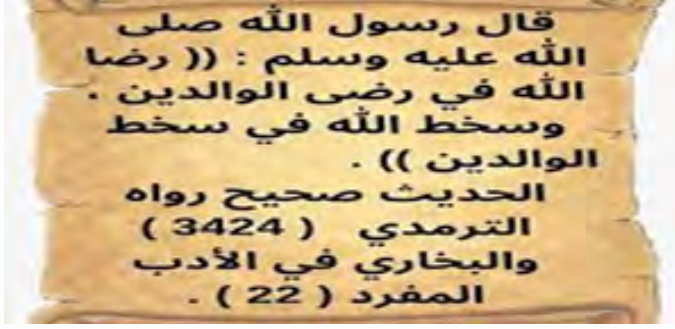 قال رسول الله صلى
الله عليه وسلم : (( رضا
الله في رضى الوالدين .
وسخط الله في سخط
الوالدين )) .
الحديث صحيح رواه
الترمدي ( 3424 )
والبخاري في الأدب
المفرد ( 22 ) .